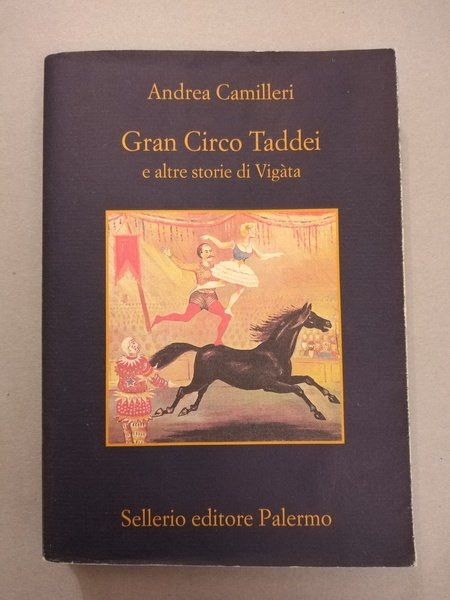 Andrea Camilleri
Gran Circo Taddei
e altre storie di Vigàta
Sellerio editore Palermo